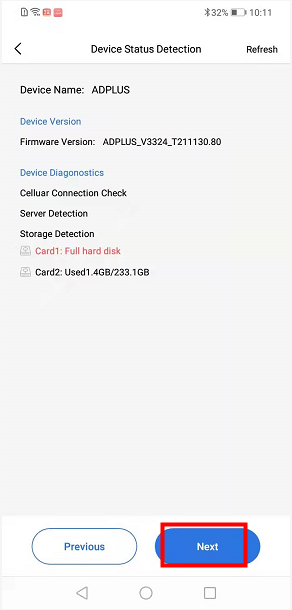 32% 10:11
Device Status Detection Refresh
Device Name: ADPLUS
Device Version
Firmware Version: ADPLUS_V3324_T211130.80
Device Diagonostics
Celluar Connection Check
Server Detection
Storage Detection
Card1: Full hard disk
Card2: Used1.4GB/233.1GB
Previous Next